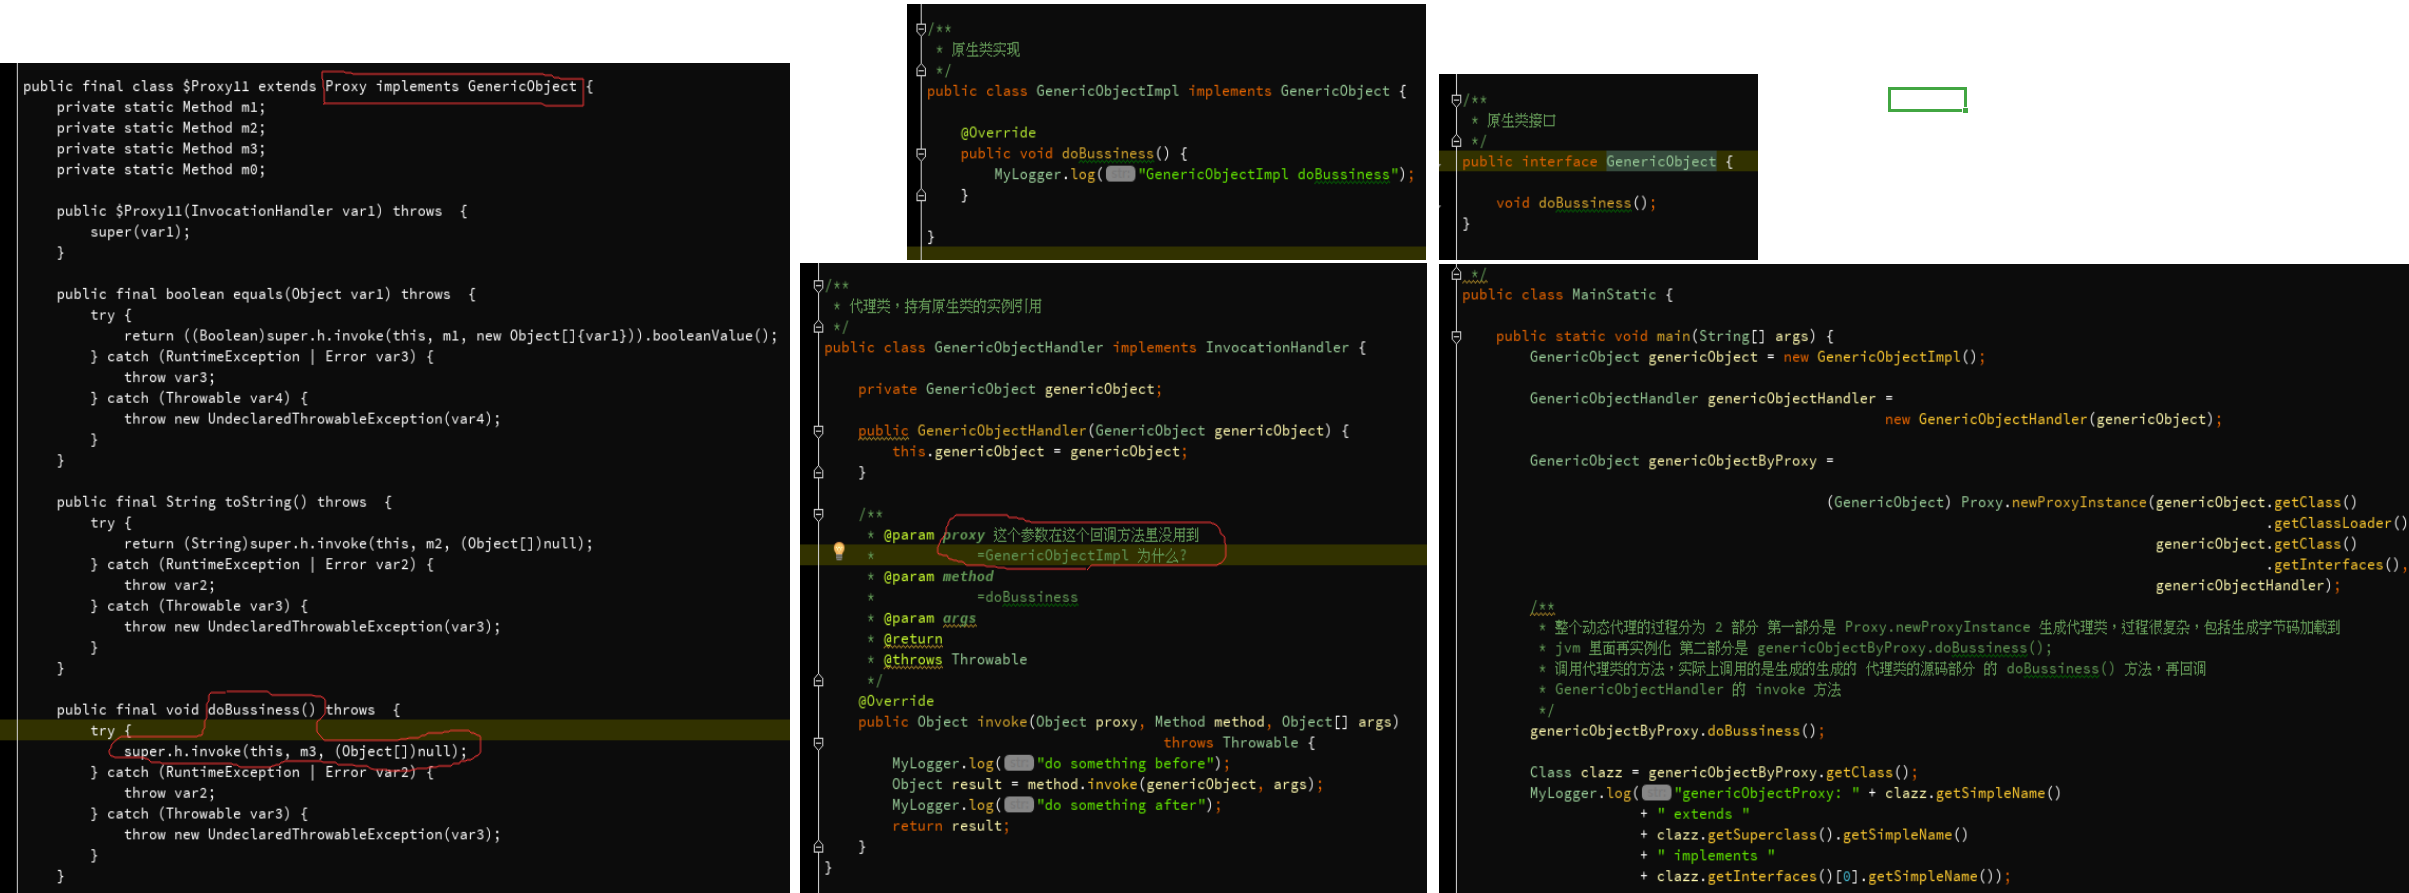 public final class $Proxy11 extends Proxy implements GenericObject {
private static Method m1;
private static Method m2;
private static Method m3;
private static Method m0;
public $Proxy11(InvocationHandler var1) throws  {
super(var1);
}
public final boolean equals(Object var1) throws  {
try {
return ((Boolean)super.h.invoke(this, m1, new Object[]{var1})).booleanValue();
} catch (RuntimeException | Error var3) {
throw var3;
} catch (Throwable var4) {
throw new UndeclaredThrowableException(var4);
}
}
public final String toString() throws  {
try {
return (String)super.h.invoke(this, m2, (Object[])null);
} catch (RuntimeException | Error var2) {
throw var2;
} catch (Throwable var3) {
throw new UndeclaredThrowableException(var3);
}
}
public final void doBussiness() throws  {
try {
super.h.invoke(this, m3, (Object[])null);
} catch (RuntimeException | Error var2) {
throw var2;
} catch (Throwable var3) {
throw new UndeclaredThrowableException(var3);
}
}
/**
* 原生类实现
*/
public class GenericObjectImpl implements GenericObject {
@Override
public void doBussiness() {
MyLogger.log( str: "GenericObjectImpl doBussiness");
}
}
/**
* 代理类，持有原生类的实例引用
*/
public class GenericObjectHandler implements InvocationHandler {
private GenericObject genericObject;
public GenericObjectHandler(GenericObject genericObject) {
this.genericObject = genericObject;
}
/**
* @param proxy 这个参数在这个回调方法里没用到
* =GenericObjectImpl 为什么?
* @param method
* =doBussiness
* @param args
* @return
* @throws Throwable
*/
@Override
public Object invoke(Object proxy, Method method, Object[] args)
throws Throwable {
MyLogger.log( str: "do something before");
Object result = method.invoke(genericObject, args);
MyLogger.log( str: "do something after");
return result;
}
}
/**
* 原生类接口
*/
public interface GenericObject {
void doBussiness();
}
*/
public class MainStatic {
public static void main(String[] args) {
GenericObject genericObject = new GenericObjectImpl();
GenericObjectHandler genericObjectHandler =
new GenericObjectHandler(genericObject);
GenericObject genericObjectByProxy =
(GenericObject) Proxy.newProxyInstance(genericObject.getClass()
.getClassLoader()
genericObject.getClass()
.getInterfaces(),
genericObjectHandler);
/**
* 整个动态代理的过程分为 2 部分 第一部分是 Proxy.newProxyInstance 生成代理类，过程很复杂，包括生成字节码加载到
* jvm 里面再实例化 第二部分是 genericObjectByProxy.doBussiness();
* 调用代理类的方法，实际上调用的是生成的生成的 代理类的源码部分 的 doBussiness() 方法，再回调
* GenericObjectHandler 的 invoke 方法
*/
genericObjectByProxy.doBussiness();
Class clazz = genericObjectByProxy.getClass();
MyLogger.log( str: "genericObjectProxy: " + clazz.getSimpleName()
+ " extends "
+ clazz.getSuperclass().getSimpleName()
+ " implements "
+ clazz.getInterfaces()[0].getSimpleName());